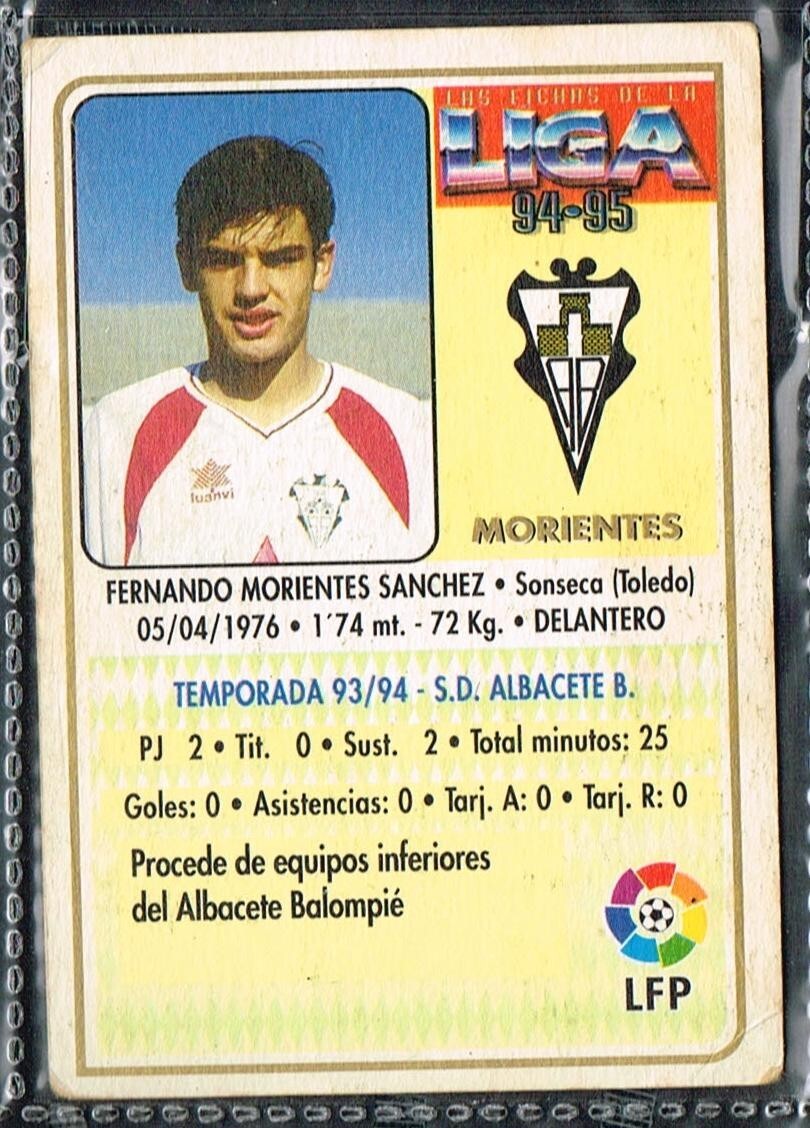 LAS FICHAS DE LA
LIGA
94•95
luanvi
MORIENTES
FERNANDO MORIENTES SANCHEZ • Sonseca (Toledo)
05/04/1976 • 1´74 mt. - 72 Kg. • DELANTERO
TEMPORADA 93/94 - S.D. ALBACETE B.
PJ 2 • Tit. 0 • Sust. 2 • Total minutos: 25
Goles: 0 • Asistencias: 0 • Tarj. A: 0 • Tarj. R: 0
Procede de equipos inferiores
del Albacete Balompié
LFP